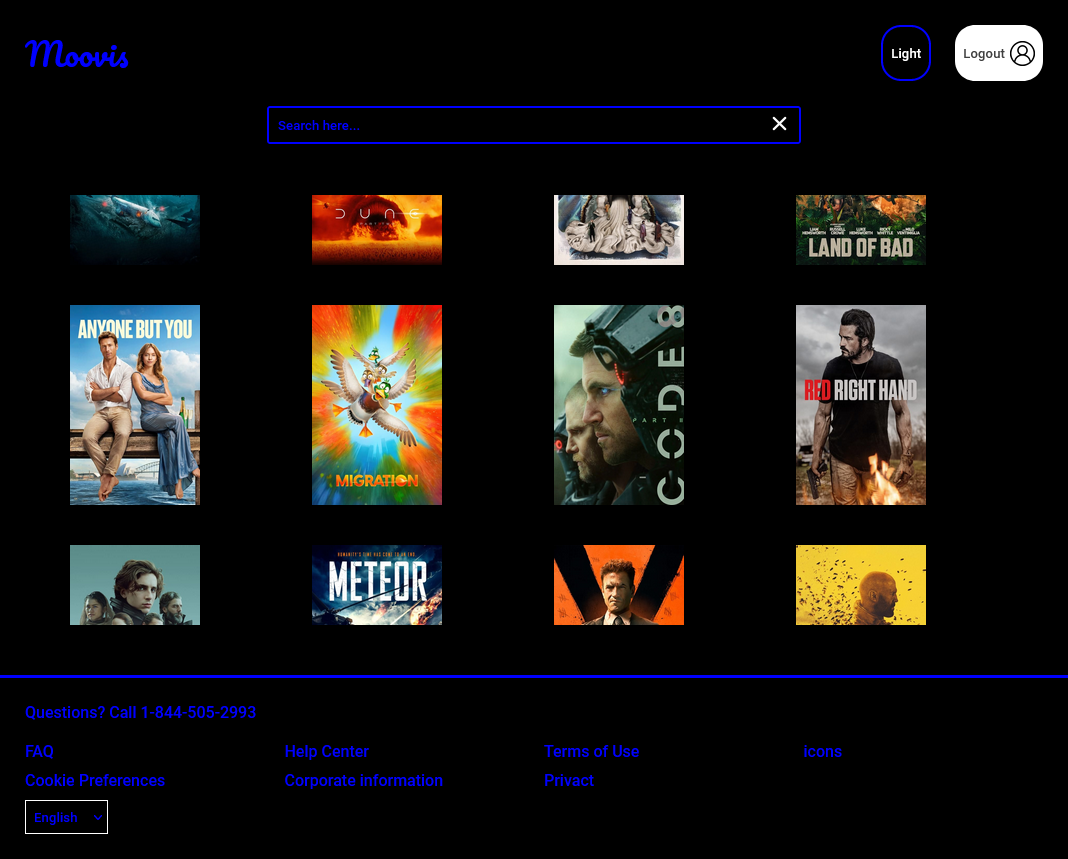 Moovis
Light
Logout
Search here...
DUNE
LIAM HEMSWORTH RUSSELL CROWE LUKE HEMSWORTH RICKY WHITTLE MILO VENTIMIGLIA
LAND OF BAD
ANYONE BUT YOU
MIGRATION
CODE 8
PART II
RED RIGHT HAND
HUMANITY'S TIME HAS COME TO AN END
METEOR
Questions? Call 1-844-505-2993
FAQ Help Center Terms of Use icons
Cookie Preferences Corporate information Privact
English